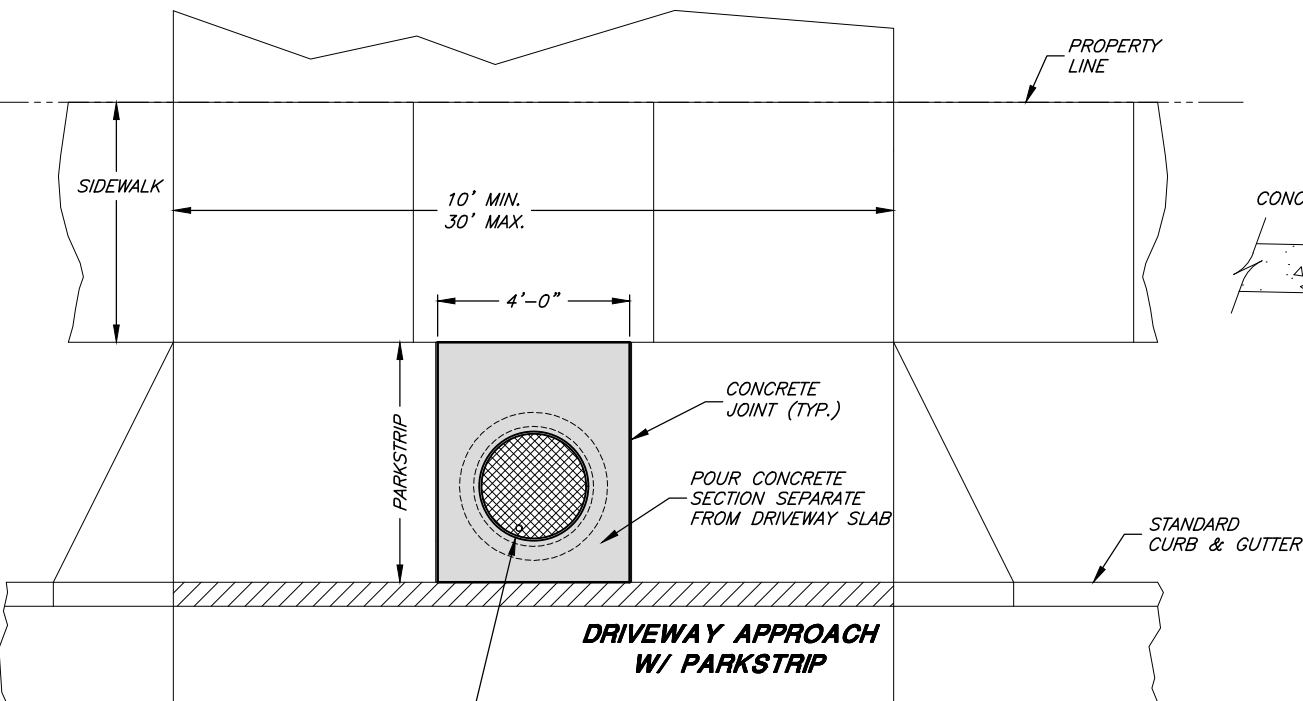 PROPERTY
LINE
SIDEWALK
10' MIN.
30' MAX.
4'-0"
PARKSTRIP
CONCRETE
JOINT (TYP.)
POUR CONCRETE
SECTION SEPARATE
FROM DRIVEWAY SLAB
STANDARD
CURB & GUTTER
DRIVEWAY APPROACH
W/ PARKSTRIP
CONC